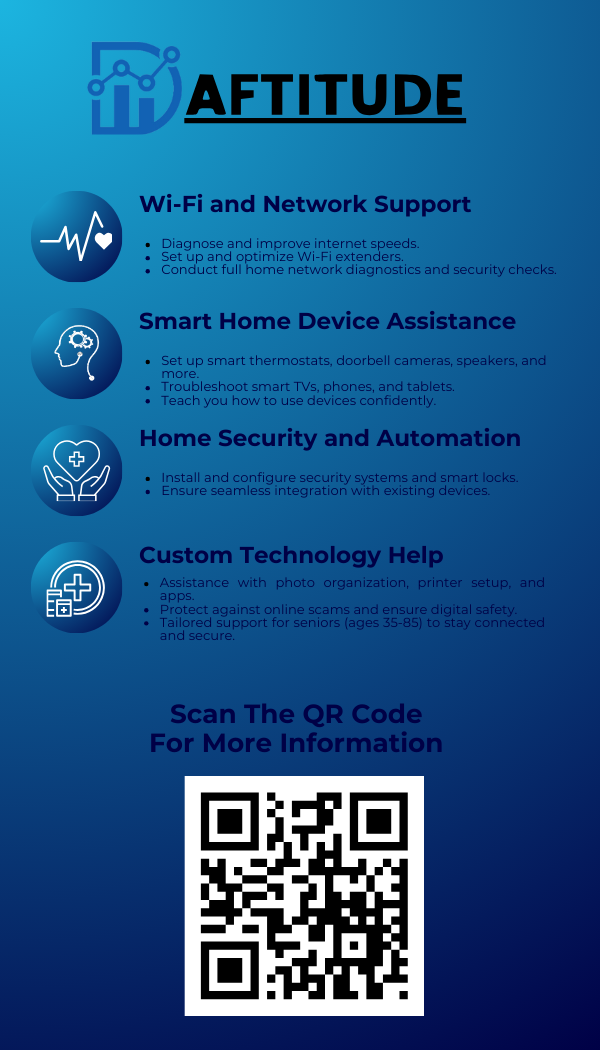 DAFTITUDE
Wi-Fi and Network Support
• Diagnose and improve internet speeds.
• Set up and optimize Wi-Fi extenders.
• Conduct full home network diagnostics and security checks.
Smart Home Device Assistance
• Set up smart thermostats, doorbell cameras, speakers, and
more.
• Troubleshoot smart TVs, phones, and tablets.
• Teach you how to use devices confidently.
Home Security and Automation
• Install and configure security systems and smart locks.
• Ensure seamless integration with existing devices.
Custom Technology Help
• Assistance with photo organization, printer setup, and
apps.
• Protect against online scams and ensure digital safety.
• Tailored support for seniors (ages 35-85) to stay connected
and secure.
Scan The QR Code
For More Information